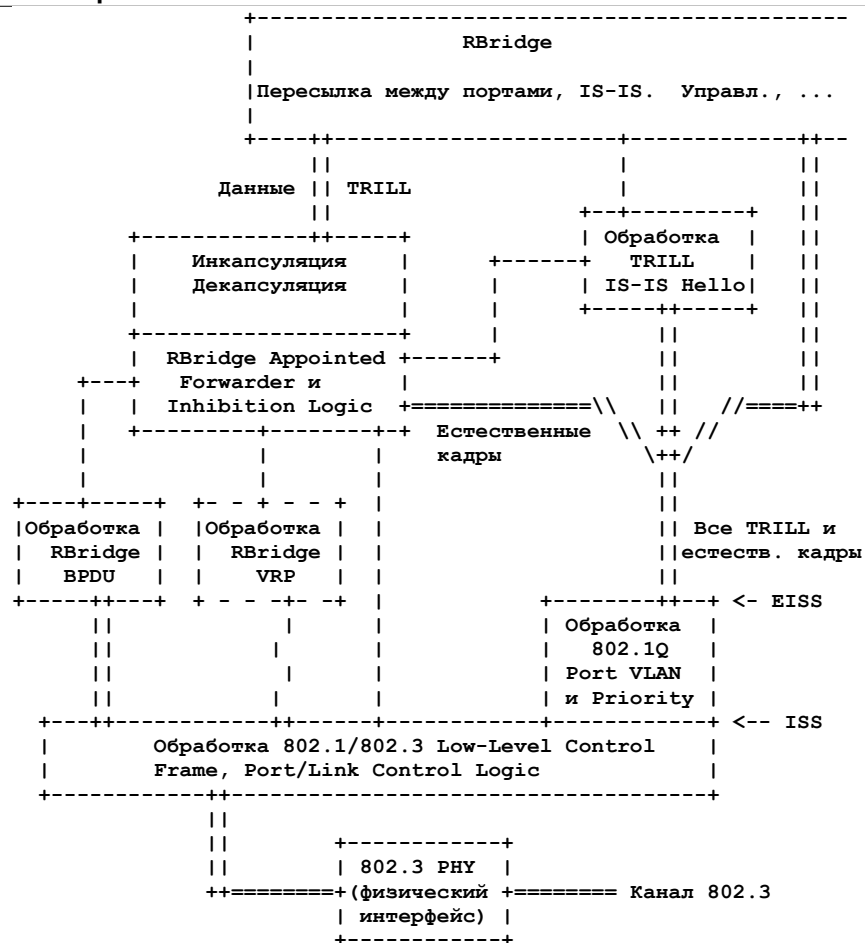 RBridge
Пересылка между портами, IS-IS. Управл., ...
Данные TRILL
Обработка
TRILL
IS-IS Hello
Инкапсуляция
Декапсуляция
RBridge Appointed
Forwarder и
Inhibition Logic
Естественные
кадры
Обработка
RBridge
BPDU
Обработка
RBridge
VRP
Все TRILL и
естеств. кадры
<- EISS
Обработка
802.1Q
Port VLAN
и Priority
<-- ISS
Обработка 802.1/802.3 Low-Level Control
Frame, Port/Link Control Logic
802.3 PHY
(физический
интерфейс)
Канал 802.3